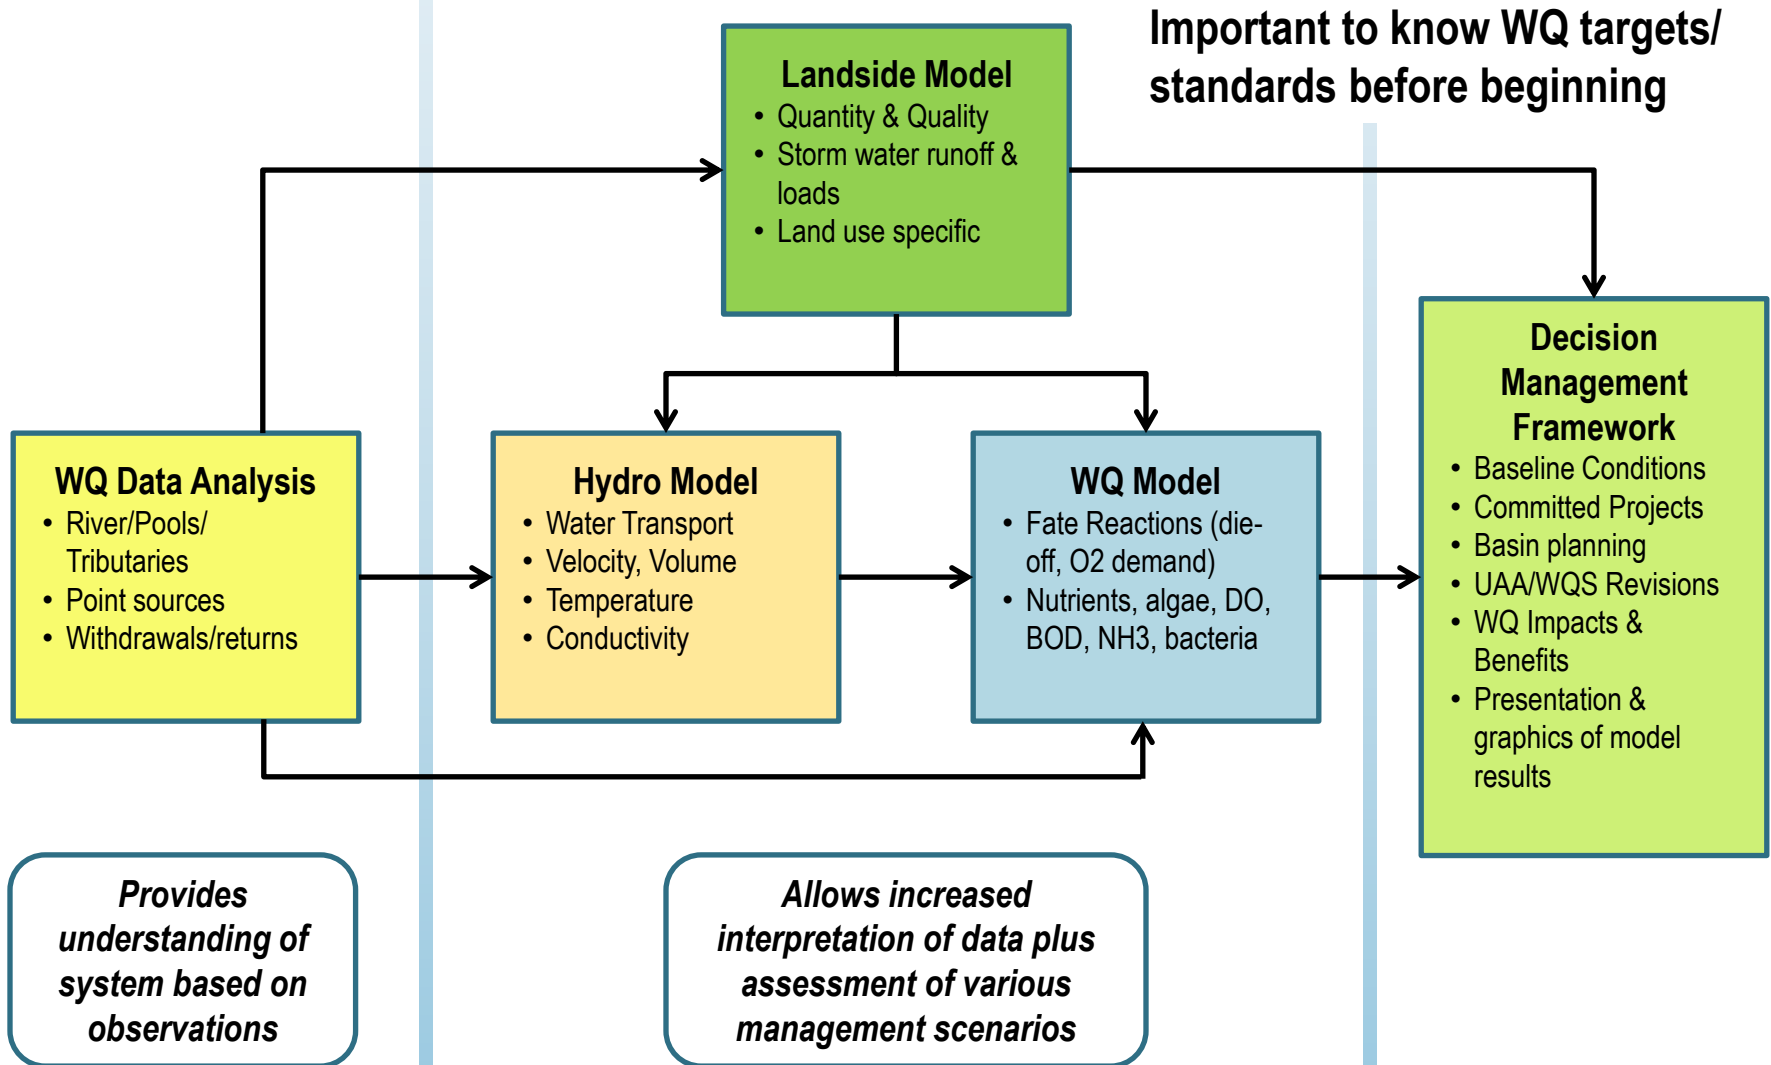 Important to know WQ targets/
standards before beginning
Landside Model
• Quantity & Quality
• Storm water runoff &
loads
• Land use specific
WQ Data Analysis
• River/Pools/
Tributaries
• Point sources
• Withdrawals/returns
Hydro Model
• Water Transport
• Velocity, Volume
• Temperature
• Conductivity
WQ Model
• Fate Reactions (die-
off, O2 demand)
• Nutrients, algae, DO,
BOD, NH3, bacteria
Decision
Management
Framework
• Baseline Conditions
• Committed Projects
• Basin planning
• UAA/WQS Revisions
• WQ Impacts &
Benefits
• Presentation &
graphics of model
results
Provides
understanding of
system based on
observations
Allows increased
interpretation of data plus
assessment of various
management scenarios